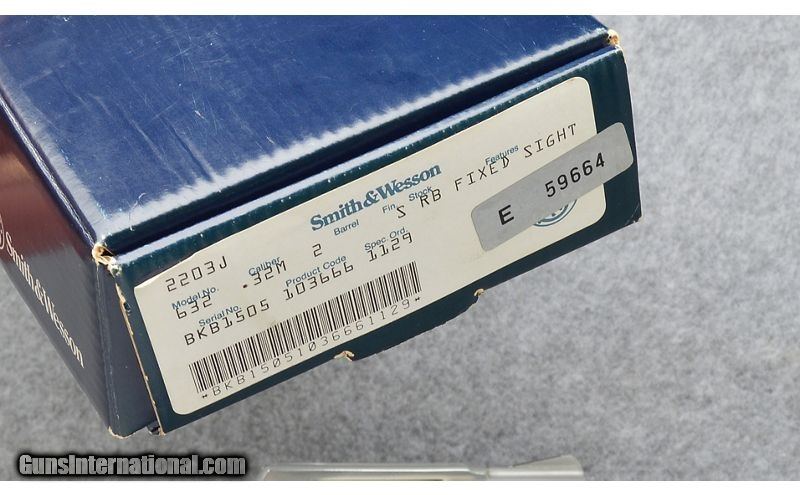 Smith&Wesson
2203J
Model No. Caliber Barrel Fin Stock Features
632 .32M 2 S RB FIXED SIGHT
Serial No. Product Code Spec. Ord.
BKB1505 103666 1129
*BKB15051036661129*
E 59664
Smith&Wesson
GunsInternational.com